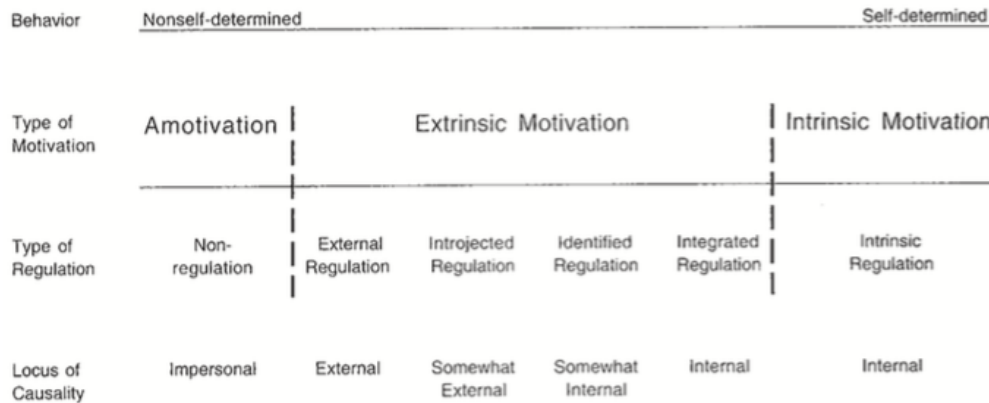 Behavior Nonself-determined Self-determined
Type of Motivation Amotivation Extrinsic Motivation Intrinsic Motivation
Type of Regulation Non-regulation External Regulation Introjected Regulation Identified Regulation Integrated Regulation Intrinsic Regulation
Locus of Causality Impersonal External Somewhat External Somewhat Internal Internal Internal